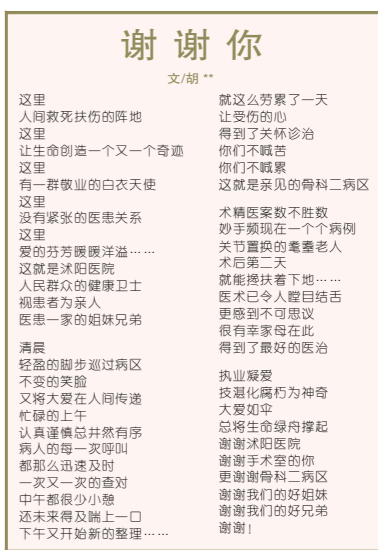 谢谢你
文/胡 **
这里
人间救死扶伤的阵地
这里
让生命创造一个又一个奇迹
这里
有一群敬业的白衣天使
这里
没有紧张的医患关系
这里
爱的芬芳暖暖洋溢……
这就是沭阳医院
人民群众的健康卫士
视患者为亲人
医患一家的姐妹兄弟
清晨
轻盈的脚步巡过病区
不变的笑脸
又将大爱在人间传递
忙碌的上午
认真谨慎总井然有序
病人的每一次呼叫
都那么迅速及时
一次又一次的查对
中午都很少小憩
还未来得及喘上一口
下午又开始新的整理……
就这么劳累了一天
让受伤的心
得到了关怀诊治
你们不喊苦
你们不喊累
这就是亲见的骨科二病区
术精医案数不胜数
妙手频现在一个个病例
关节置换的耄耋老人
术后第二天
就能搀扶着下地……
医术已令人瞠目结舌
更感到不可思议
很有幸家母在此
得到了最好的医治
执业凝爱
技湛化腐朽为神奇
大爱如伞
总将生命绿舟撑起
谢谢沭阳医院
谢谢手术室的你
更谢谢骨科二病区
谢谢我们的好姐妹
谢谢我们的好兄弟
谢谢！